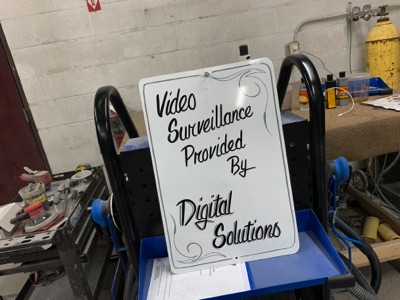 Video
Surveillance
Provided
By
Digital
Solutions